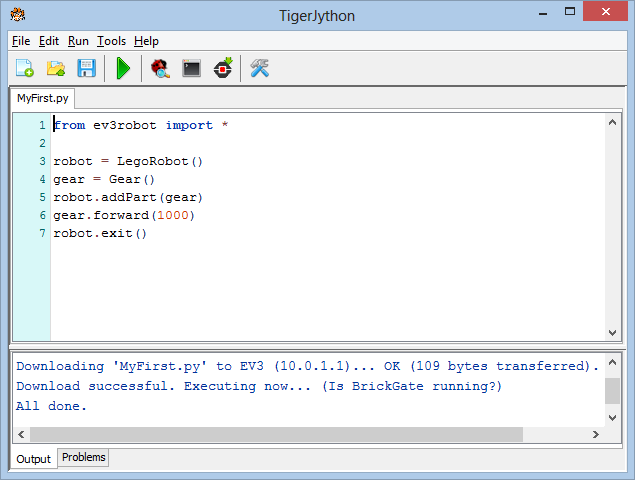 TigerJython
File Edit Run Tools Help
MyFirst.py
1 from ev3robot import *
2
3 robot = LegoRobot()
4 gear = Gear()
5 robot.addPart(gear)
6 gear.forward(1000)
7 robot.exit()
Downloading 'MyFirst.py' to EV3 (10.0.1.1)... OK (109 bytes transferred).
Download successful. Executing now... (Is BrickGate running?)
All done.
Output Problems